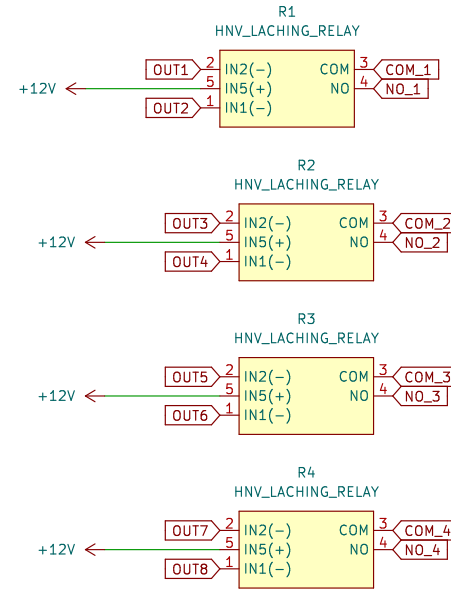 R1
HNV_LACHING_RELAY
OUT1 2 IN2(-) COM 3 COM_1
+12V 5 IN5(+) NO 4 NO_1
OUT2 1 IN1(-)
R2
HNV_LACHING_RELAY
OUT3 2 IN2(-) COM 3 COM_2
+12V 5 IN5(+) NO 4 NO_2
OUT4 1 IN1(-)
R3
HNV_LACHING_RELAY
OUT5 2 IN2(-) COM 3 COM_3
+12V 5 IN5(+) NO 4 NO_3
OUT6 1 IN1(-)
R4
HNV_LACHING_RELAY
OUT7 2 IN2(-) COM 3 COM_4
+12V 5 IN5(+) NO 4 NO_4
OUT8 1 IN1(-)